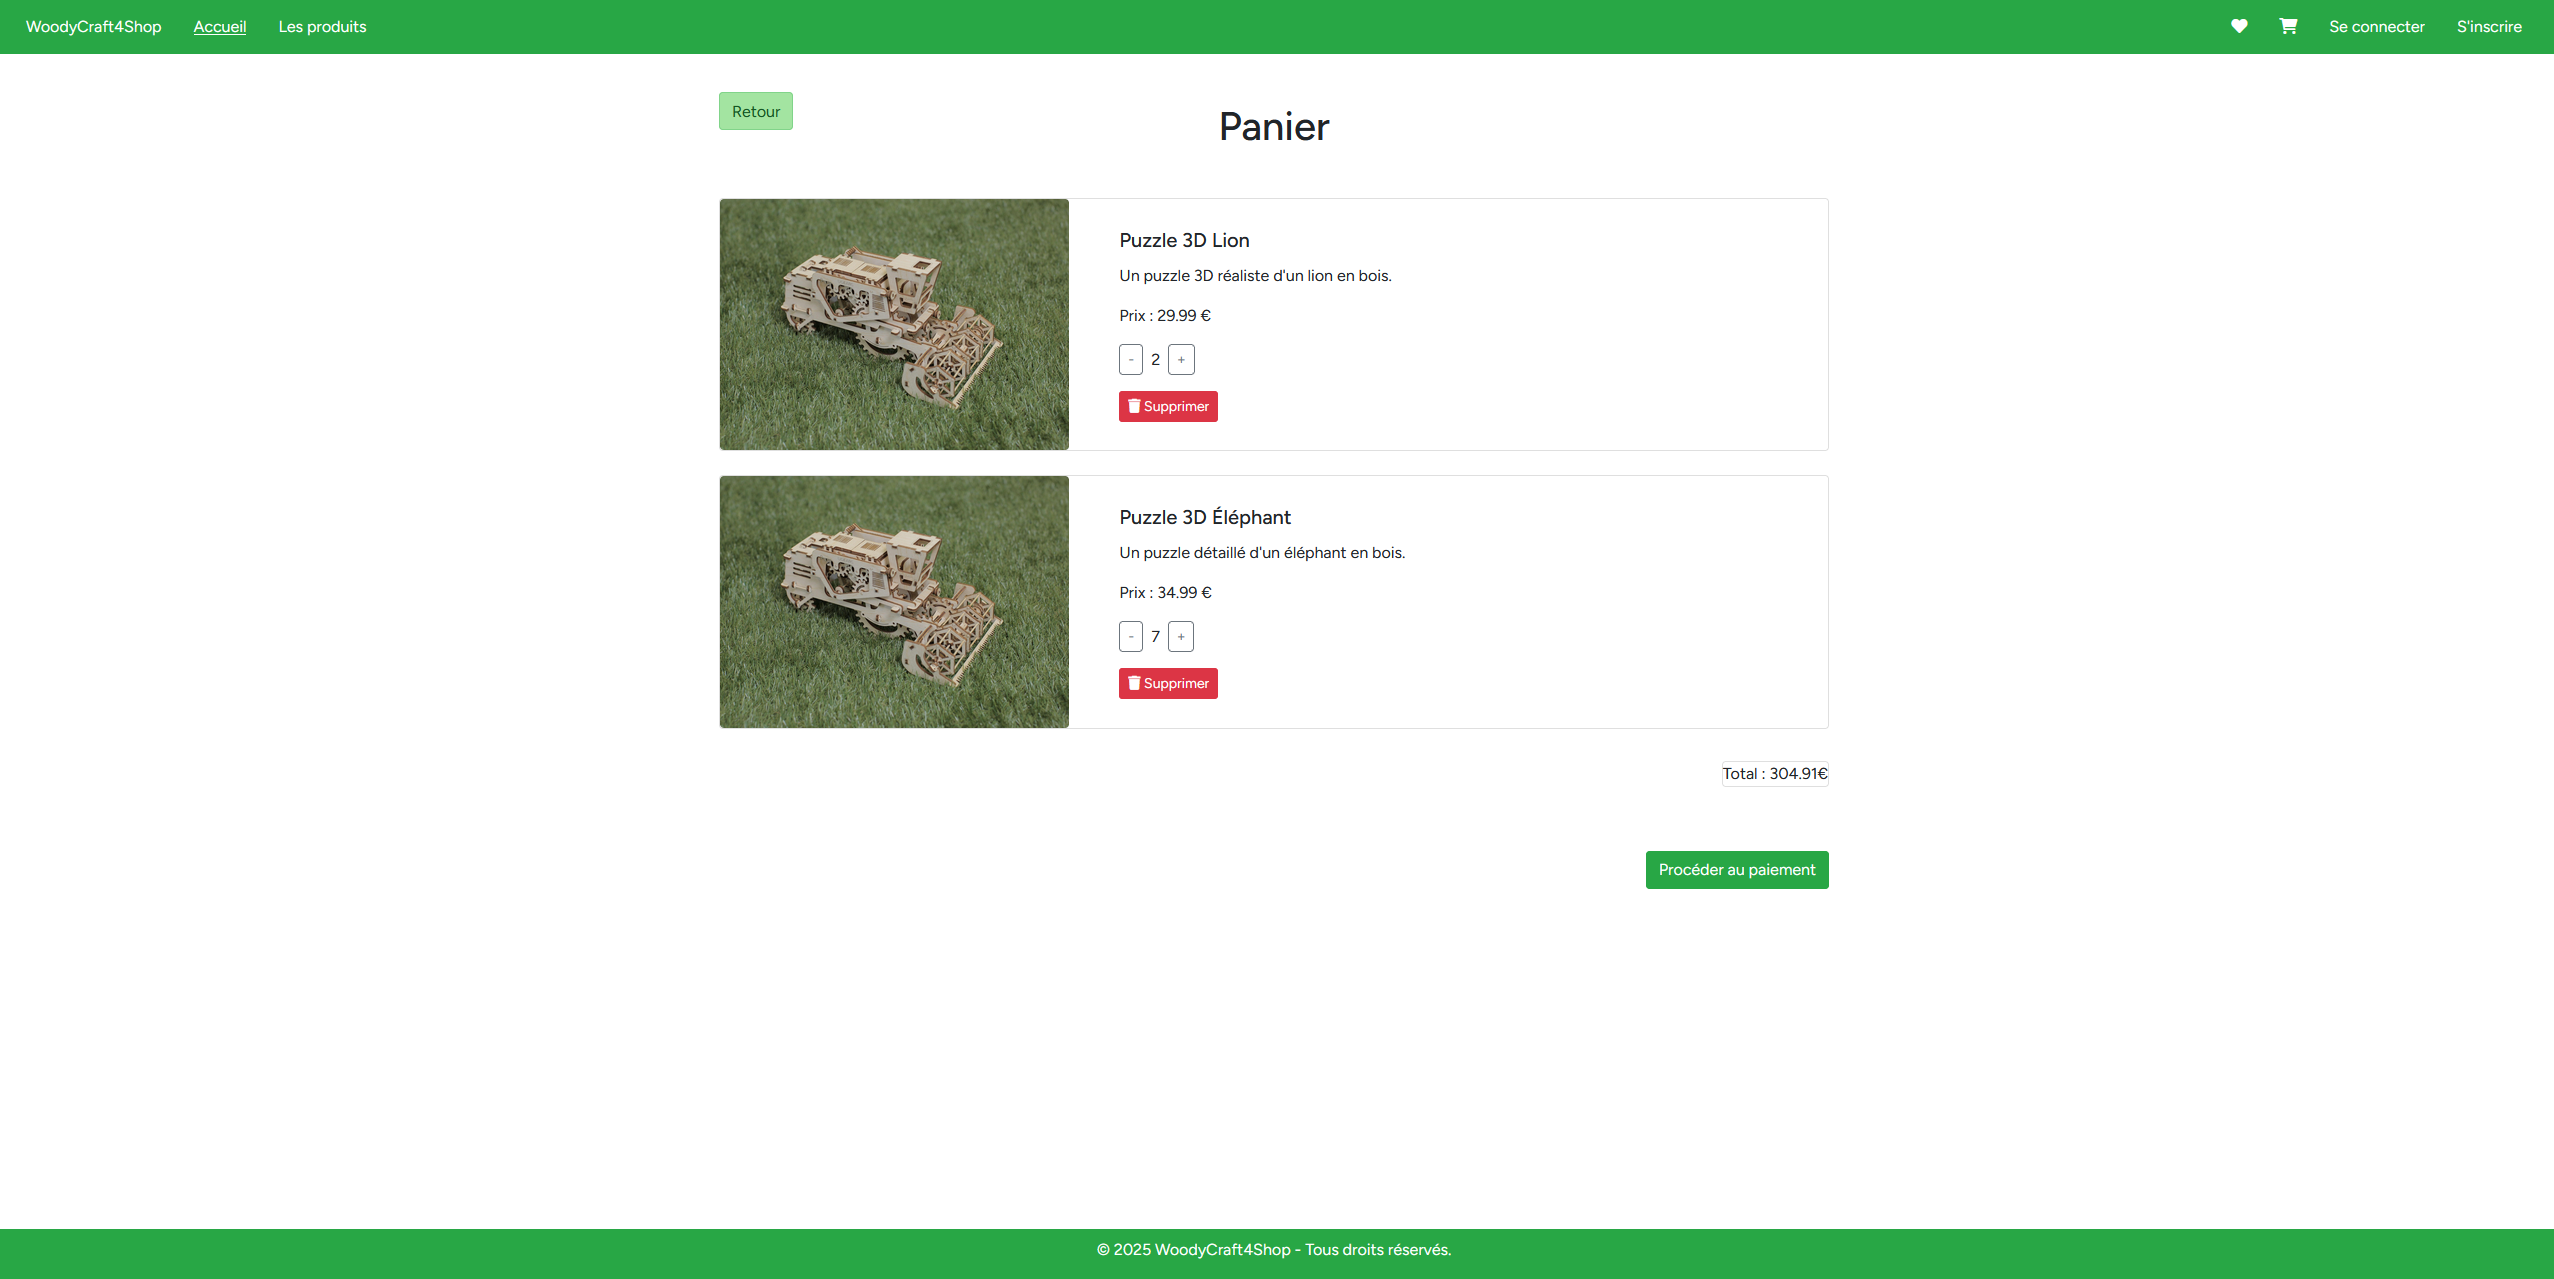 WoodyCraft4Shop Accueil Les produits Se connecter S'inscrire
Retour
Panier
Puzzle 3D Lion
Un puzzle 3D réaliste d'un lion en bois.
Prix : 29.99 €
- 2 +
Supprimer
Puzzle 3D Éléphant
Un puzzle détaillé d'un éléphant en bois.
Prix : 34.99 €
- 7 +
Supprimer
Total : 304.91€
Procéder au paiement
© 2025 WoodyCraft4Shop - Tous droits réservés.